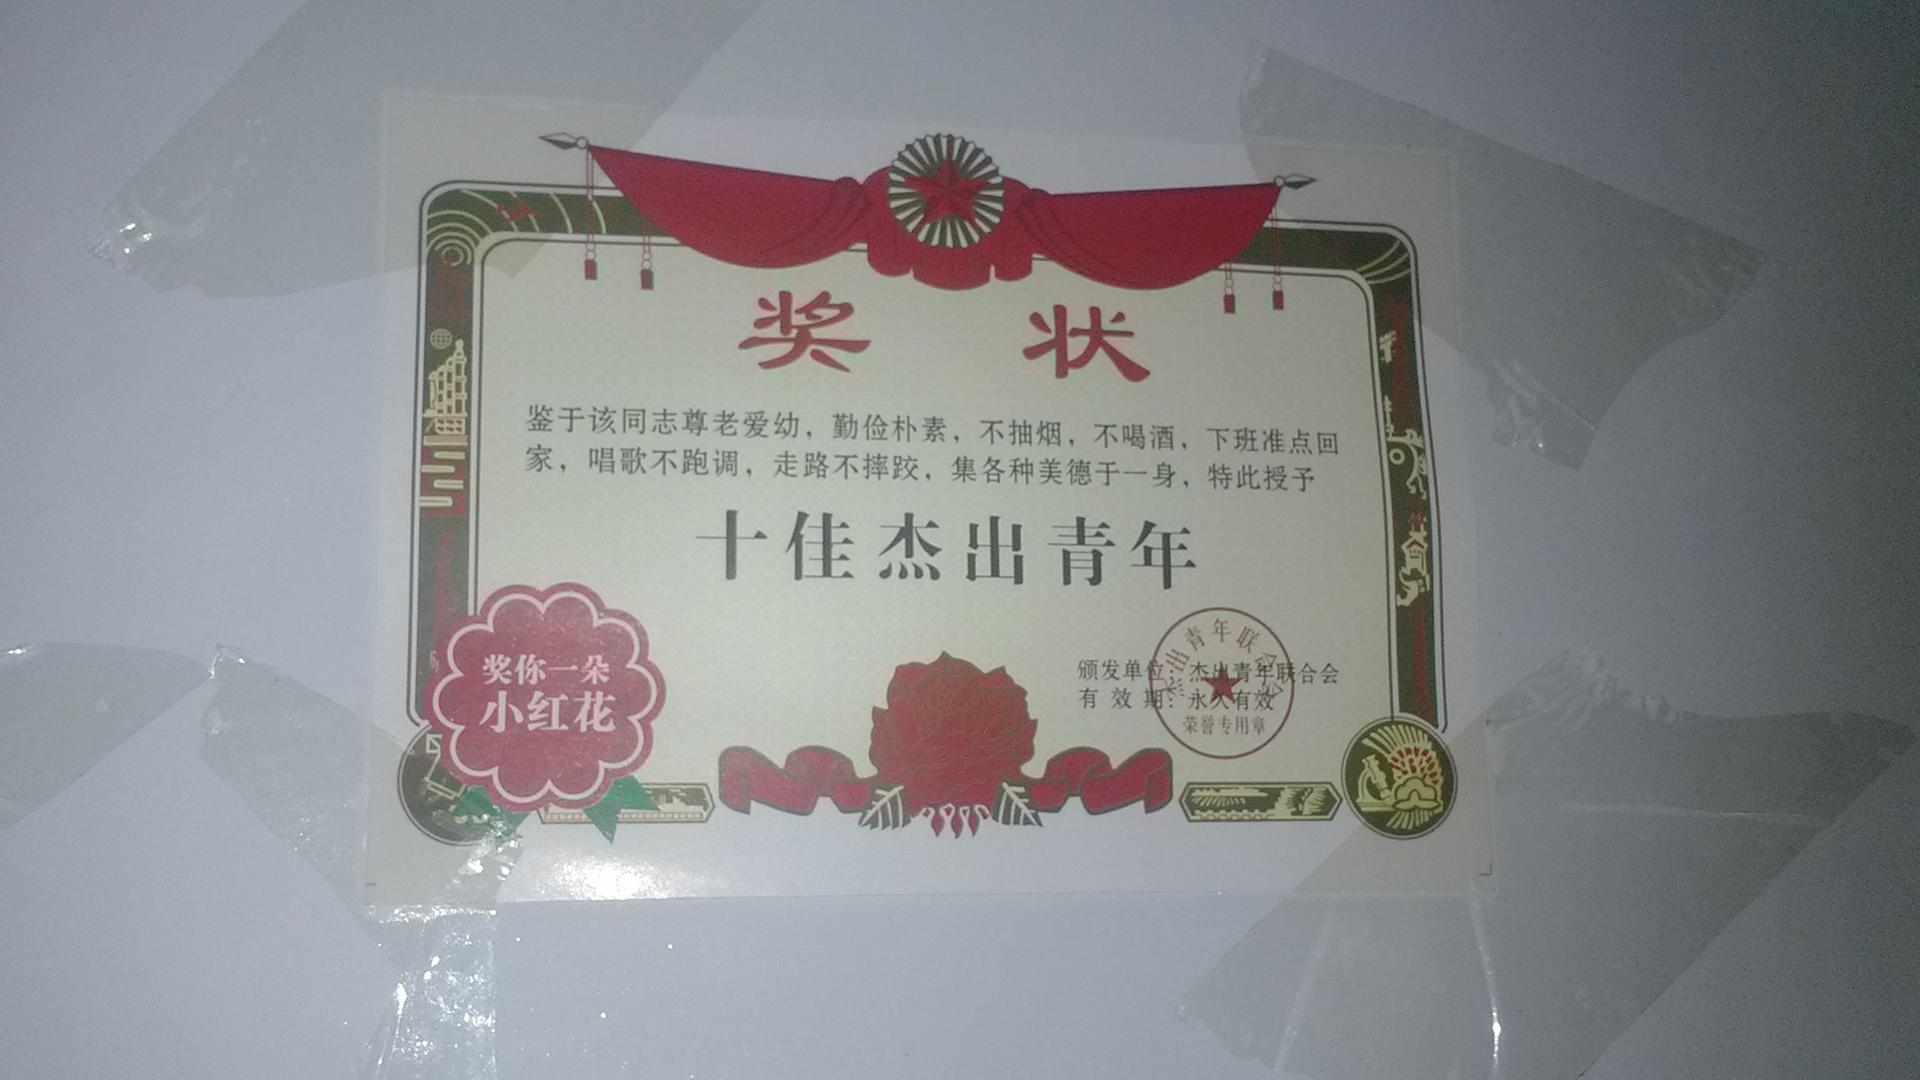 奖 状
鉴于该同志尊老爱幼，勤俭朴素，不抽烟，不喝酒，下班准点回
家，唱歌不跑调，走路不摔跤，集各种美德于一身，特此授予
十佳杰出青年
奖你一朵
小红花
颁发单位：杰出青年联合会
有 效 期：永久有效
杰出青年联合会
荣誉专用章